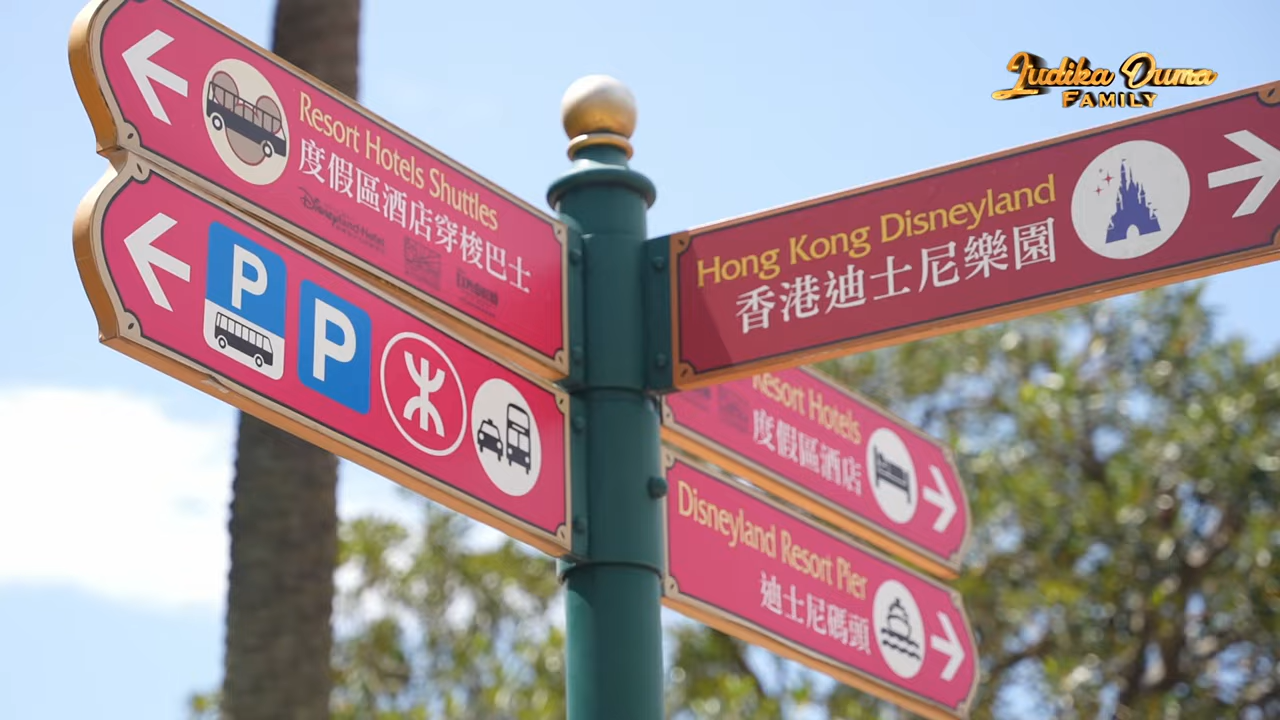 Judika Duma
FAMILY
Resort Hotels Shuttles
度假區酒店穿梭巴士
Disneyland Hotel
P
P
Hong Kong Disneyland
香港迪士尼樂園
Resort Hotels
度假區酒店
Disneyland Resort Pier
迪士尼碼頭